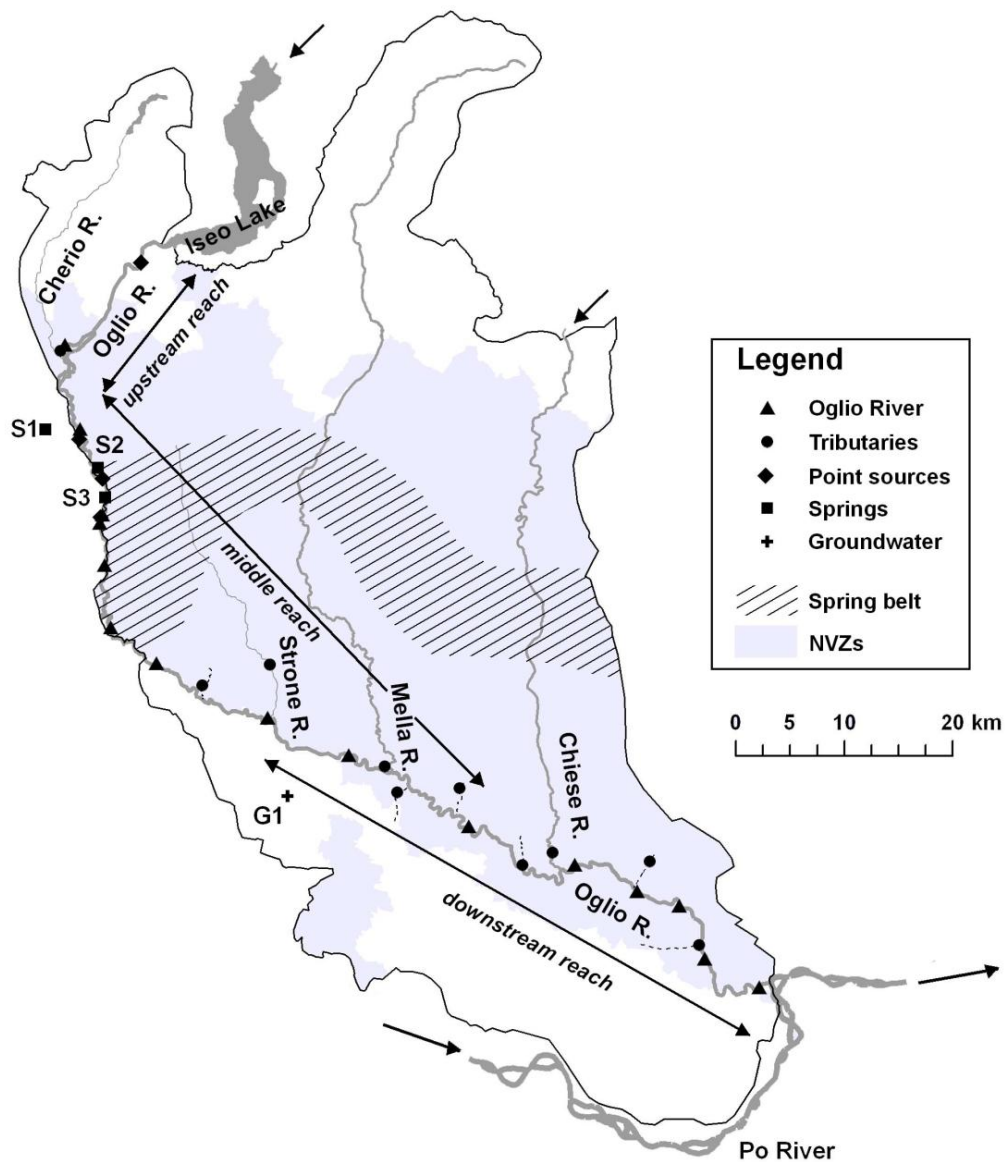 Iseo Lake
Cherio R.
Oglio R.
upstream reach
S1
S2
S3
middle reach
Strone R.
Mella R.
Chiese R.
G1
Oglio R.
downstream reach
Po River
Legend
Oglio River
Tributaries
Point sources
Springs
Groundwater
Spring belt
NVZs
0 5 10 20 km